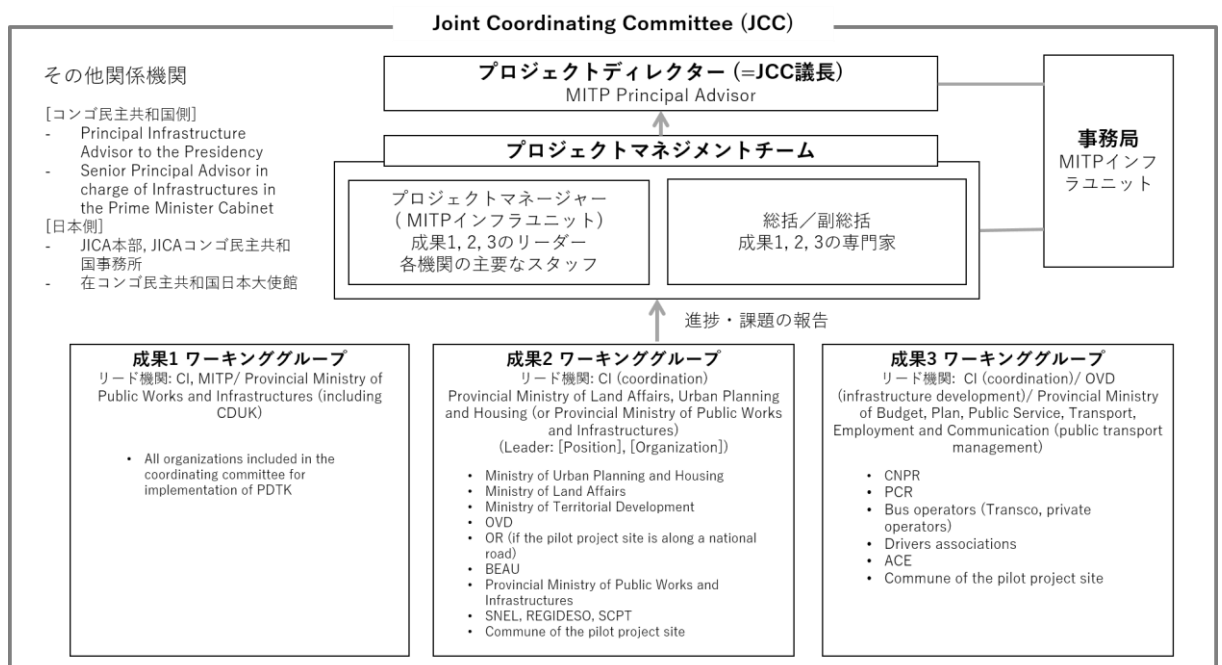 Joint Coordinating Committee (JCC)
その他関係機関
[コンゴ民主共和国側]
- Principal Infrastructure
Advisor to the Presidency
- Senior Principal Advisor in
charge of Infrastructures in
the Prime Minister Cabinet
[日本側]
- JICA本部, JICAコンゴ民主共和
国事務所
- 在コンゴ民主共和国日本大使館
プロジェクトディレクター (=JCC議長)
MITP Principal Advisor
プロジェクトマネジメントチーム
プロジェクトマネージャー
( MITPインフラユニット)
成果1, 2, 3のリーダー
各機関の主要なスタッフ
総括／副総括
成果1, 2, 3の専門家
事務局
MITPインフ
ラユニット
進捗・課題の報告
成果1 ワーキンググループ
リード機関: CI, MITP/ Provincial Ministry of
Public Works and Infrastructures (including
CDUK)
• All organizations included in the
coordinating committee for
implementation of PDTK
成果2 ワーキンググループ
リード機関: CI (coordination)
Provincial Ministry of Land Affairs, Urban Planning
and Housing (or Provincial Ministry of Public Works
and Infrastructures)
(Leader: [Position], [Organization])
• Ministry of Urban Planning and Housing
• Ministry of Land Affairs
• Ministry of Territorial Development
• OVD
• OR (if the pilot project site is along a national
road)
• BEAU
• Provincial Ministry of Public Works and
Infrastructures
• SNEL, REGIDESO, SCPT
• Commune of the pilot project site
成果3 ワーキンググループ
リード機関: CI (coordination)/ OVD
(infrastructure development)/ Provincial Ministry
of Budget, Plan, Public Service, Transport,
Employment and Communication (public transport
management)
• CNPR
• PCR
• Bus operators (Transco, private
operators)
• Drivers associations
• ACE
• Commune of the pilot project site